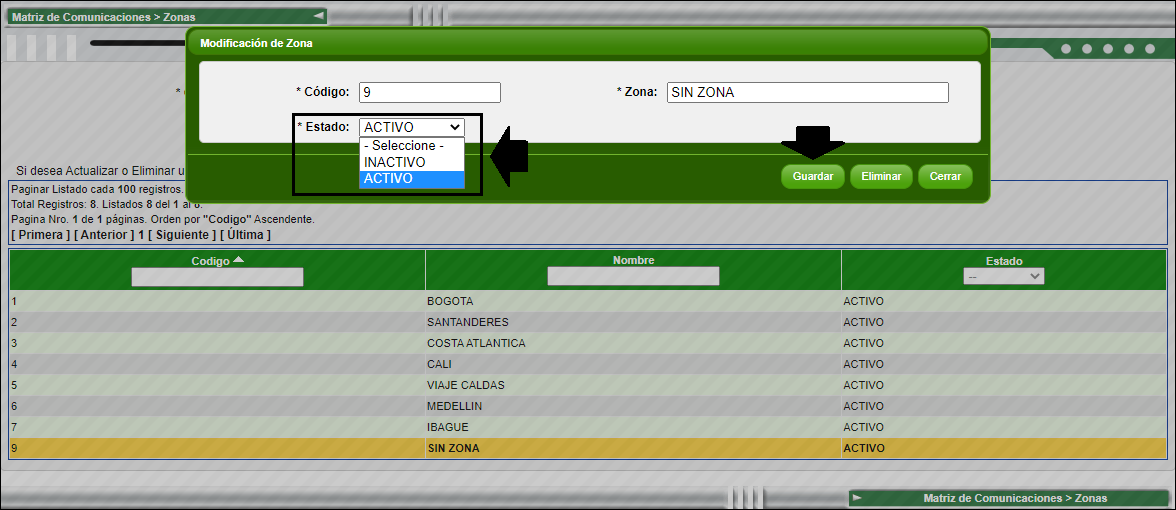 Matriz de Comunicaciones > Zonas
Modificación de Zona
* Código: 9 * Zona: SIN ZONA
* Estado: ACTIVO
- Seleccione -
INACTIVO
ACTIVO
Guardar Eliminar Cerrar
Si desea Actualizar o Eliminar
Paginar Listado cada 100 registros.
Total Registros: 8. Listados 8 del 1 al 8.
Pagina Nro. 1 de 1 páginas. Orden por "Codigo" Ascendente.
[ Primera ] [ Anterior ] 1 [ Siguiente ] [ Última ]
Codigo Nombre Estado
--
1 BOGOTA ACTIVO
2 SANTANDERES ACTIVO
3 COSTA ATLANTICA ACTIVO
4 CALI ACTIVO
5 VIAJE CALDAS ACTIVO
6 MEDELLIN ACTIVO
7 IBAGUE ACTIVO
9 SIN ZONA ACTIVO
Matriz de Comunicaciones > Zonas